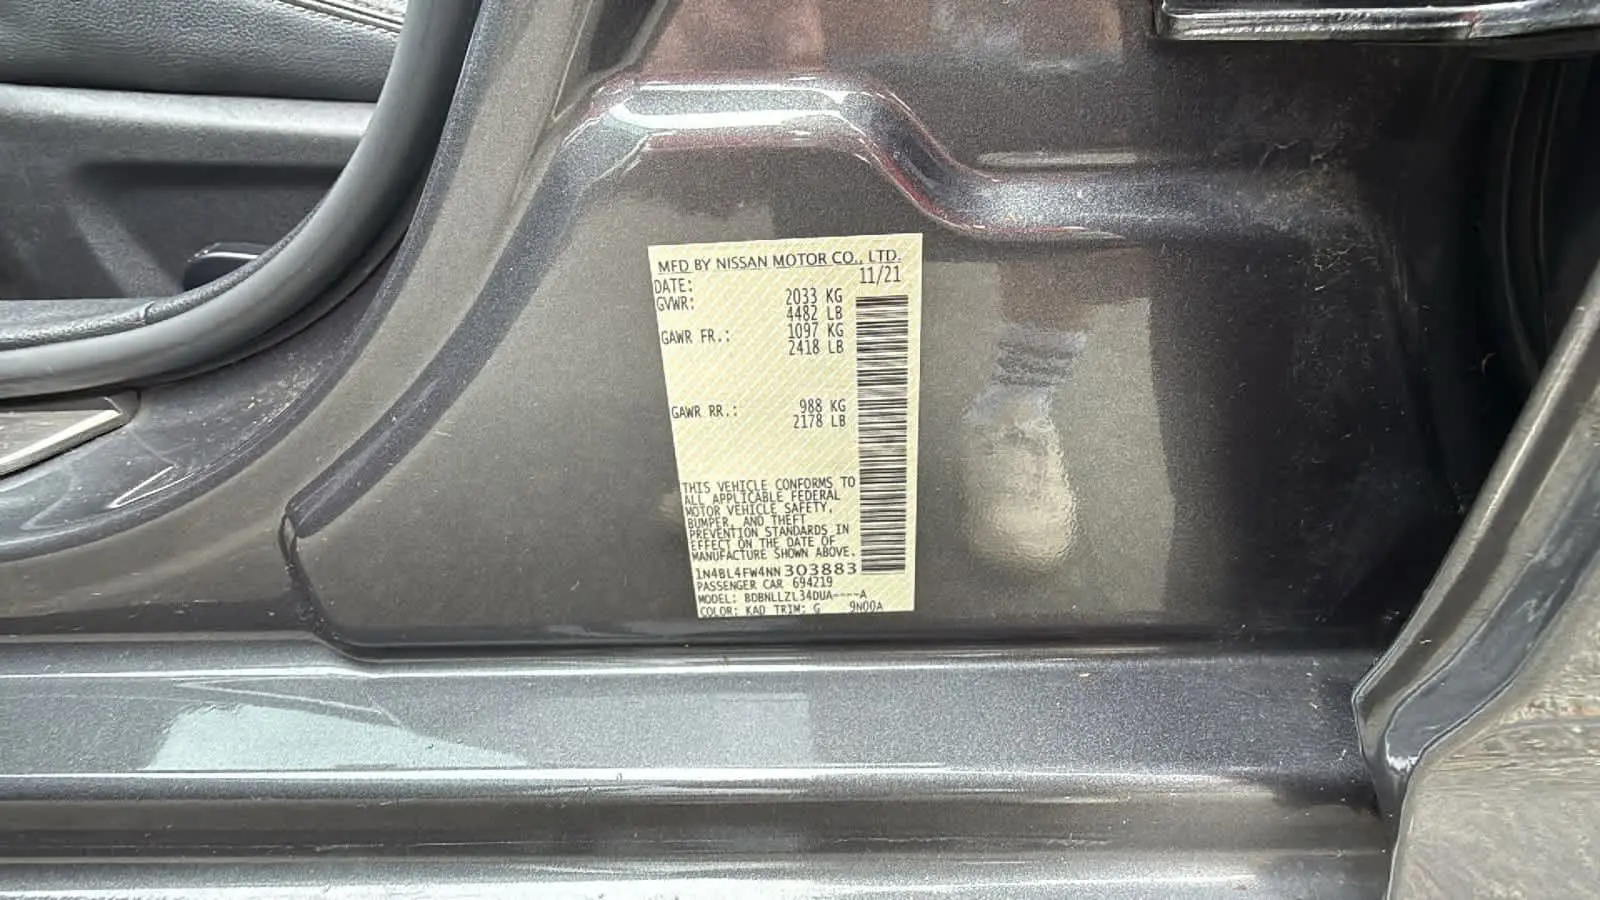 MFD BY NISSAN MOTOR CO., LTD.
DATE: 11/21
GVWR: 2033 KG
4482 LB
GAWR FR.: 1097 KG
2418 LB
GAWR RR.: 988 KG
2178 LB
THIS VEHICLE CONFORMS TO
ALL APPLICABLE FEDERAL
MOTOR VEHICLE SAFETY,
BUMPER, AND THEFT
PREVENTION STANDARDS IN
EFFECT ON THE DATE OF
MANUFACTURE SHOWN ABOVE.
1N4BL4FW4NN303883
PASSENGER CAR 694219
MODEL: BDBNLLZL34DUA----A
COLOR: KAD TRIM: G 9N00A